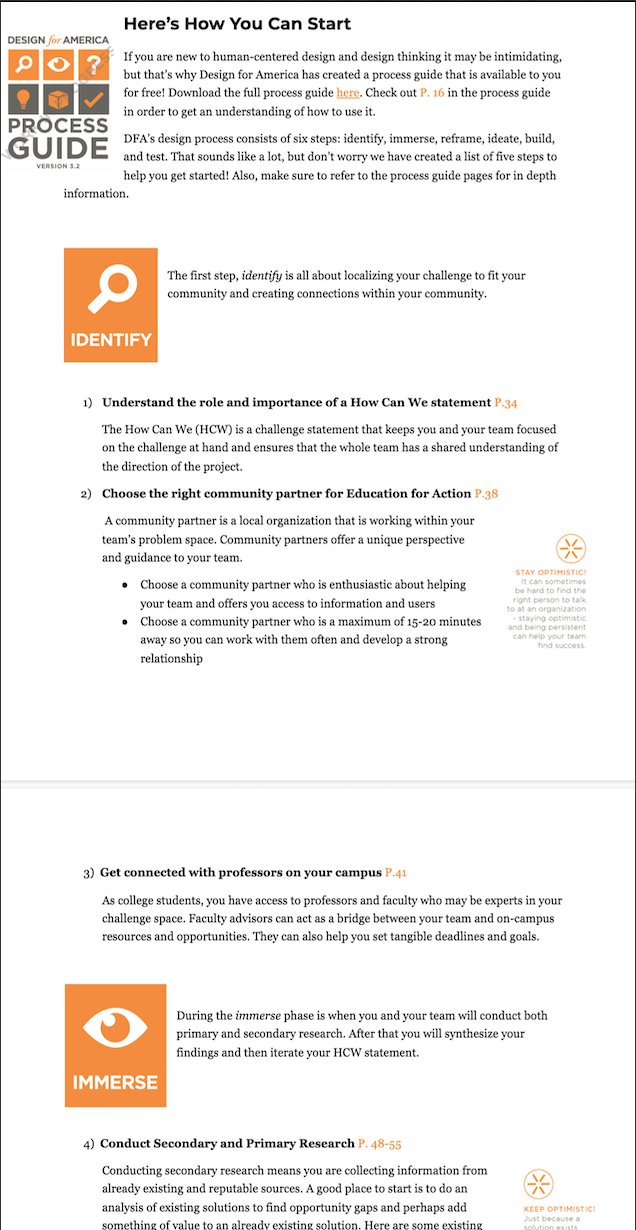 Here’s How You Can Start
DESIGN for AMERICA
PROCESS
GUIDE
VERSION 3.2
If you are new to human-centered design and design thinking it may be intimidating,
but that’s why Design for America has created a process guide that is available to you
for free! Download the full process guide here. Check out P. 16 in the process guide
in order to get an understanding of how to use it.
DFA’s design process consists of six steps: identify, immerse, reframe, ideate, build,
and test. That sounds like a lot, but don’t worry we have created a list of five steps to
help you get started! Also, make sure to refer to the process guide pages for in depth
information.
IDENTIFY
The first step, identify is all about localizing your challenge to fit your
community and creating connections within your community.
1) Understand the role and importance of a How Can We statement P.34
The How Can We (HCW) is a challenge statement that keeps you and your team focused
on the challenge at hand and ensures that the whole team has a shared understanding of
the direction of the project.
2) Choose the right community partner for Education for Action P.38
A community partner is a local organization that is working within your
team’s problem space. Community partners offer a unique perspective
and guidance to your team.
● Choose a community partner who is enthusiastic about helping
your team and offers you access to information and users
● Choose a community partner who is a maximum of 15-20 minutes
away so you can work with them often and develop a strong
relationship
STAY OPTIMISTIC!
It can sometimes
be hard to find the
right person to talk
to at an organization
- staying optimistic
and being persistent
can help your team
find success.
3) Get connected with professors on your campus P.41
As college students, you have access to professors and faculty who may be experts in your
challenge space. Faculty advisors can act as a bridge between your team and on-campus
resources and opportunities. They can also help you set tangible deadlines and goals.
IMMERSE
During the immerse phase is when you and your team will conduct both
primary and secondary research. After that you will synthesize your
findings and then iterate your HCW statement.
4) Conduct Secondary and Primary Research P. 48-55
Conducting secondary research means you are collecting information from
already existing and reputable sources. A good place to start is to do an
analysis of existing solutions to find opportunity gaps and perhaps add
something of value to an already existing solution. Here are some existing
KEEP OPTIMISTIC!
Just because a
solution exists